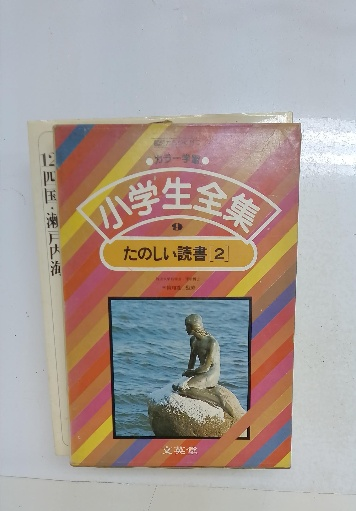 ●カラー学習●
小学生全集
9
たのしい読書「2」
文英堂
四国・瀬戸内海